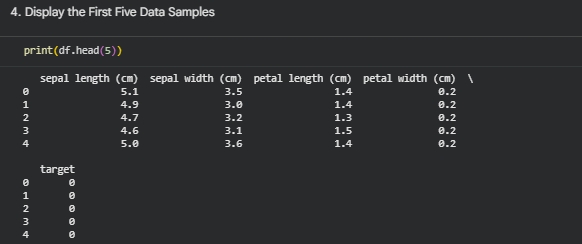 4. Display the First Five Data Samples
print(df.head(5))
sepal length (cm) sepal width (cm) petal length (cm) petal width (cm) \
0 5.1 3.5 1.4 0.2
1 4.9 3.0 1.4 0.2
2 4.7 3.2 1.3 0.2
3 4.6 3.1 1.5 0.2
4 5.0 3.6 1.4 0.2
target
0 0
1 0
2 0
3 0
4 0